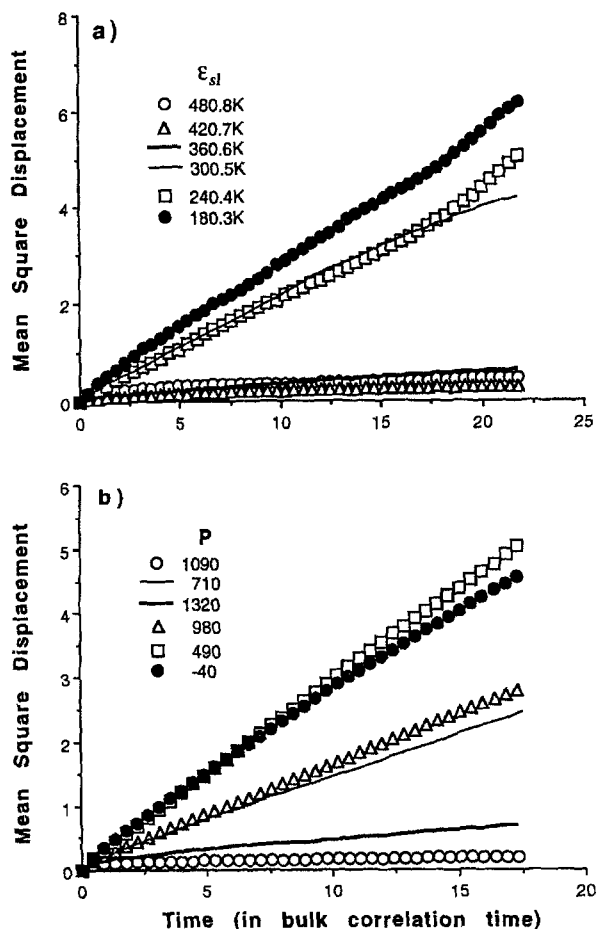 a)
8
6
4
2
0
Mean Square Displacement
εsl
480.8K
420.7K
360.6K
300.5K
240.4K
180.3K
0 5 10 15 20 25
b)
6
5
4
3
2
1
0
Mean Square Displacement
P
1090
710
1320
980
490
-40
0 5 10 15 20
Time (in bulk correlation time)